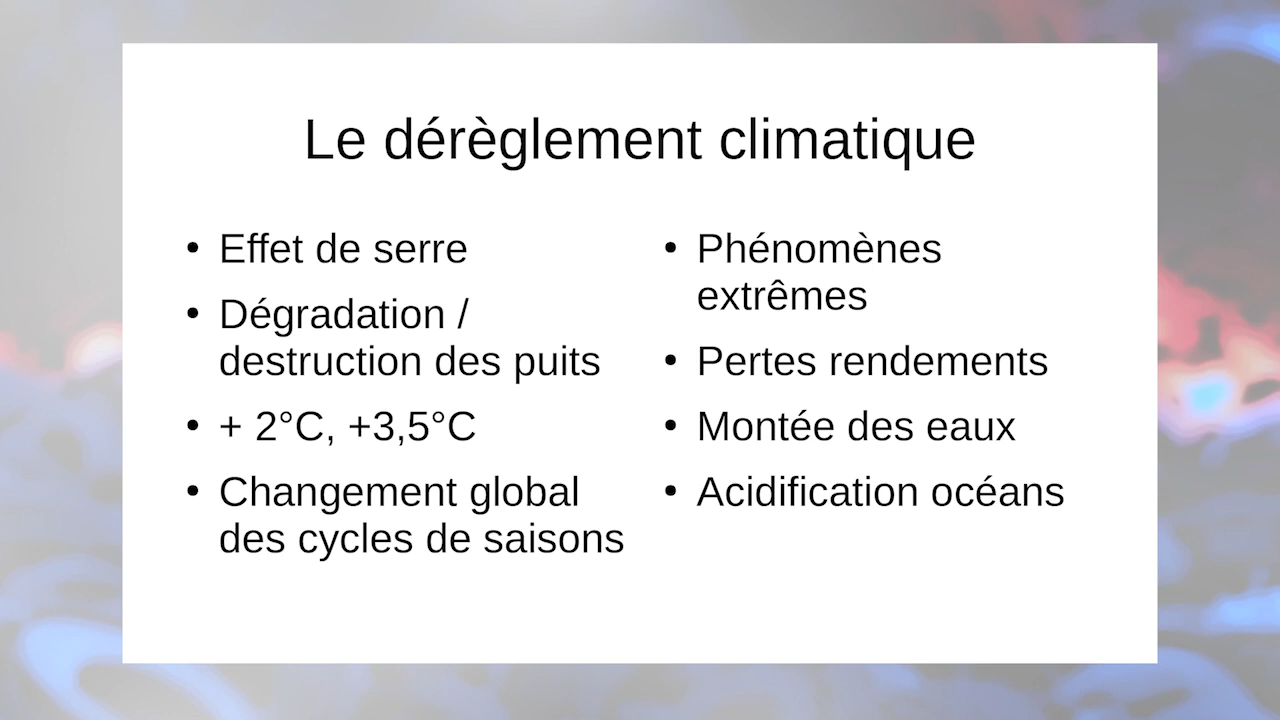 Le dérèglement climatique
• Effet de serre
• Dégradation /
destruction des puits
• + 2°C, +3,5°C
• Changement global
des cycles de saisons
• Phénomènes
extrêmes
• Pertes rendements
• Montée des eaux
• Acidification océans